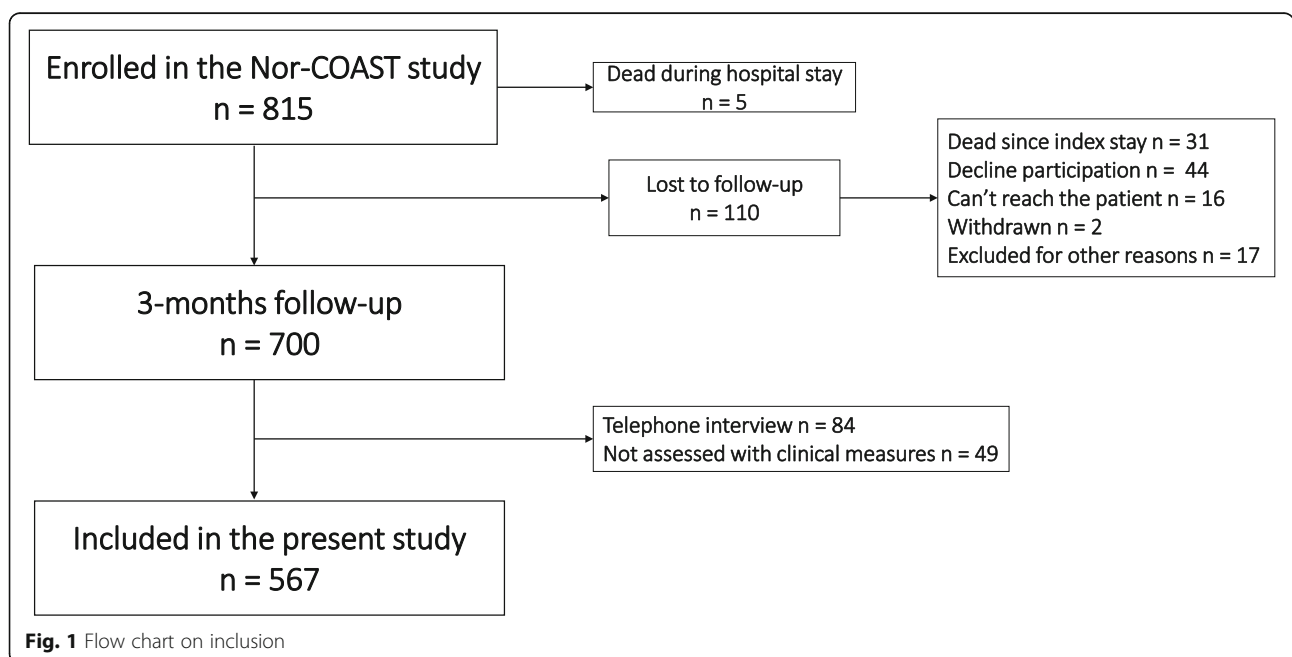 Enrolled in the Nor-COAST study
n = 815
Dead during hospital stay
n = 5
Lost to follow-up
n = 110
Dead since index stay n = 31
Decline participation n =  44
Can't reach the patient n = 16
Withdrawn n = 2
Excluded for other reasons n = 17
3-months follow-up
n = 700
Telephone interview n = 84
Not assessed with clinical measures n = 49
Included in the present study
n = 567
Fig. 1 Flow chart on inclusion